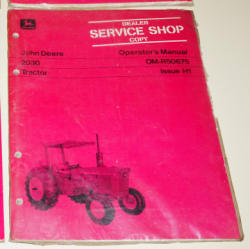 DEALER
SERVICE SHOP
COPY
John Deere Operator's Manual
2030 OM-R50675
Tractor Issue H1